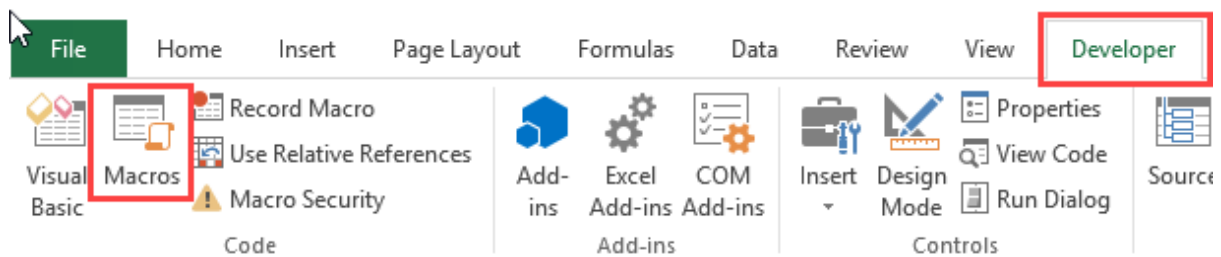 File Home Insert Page Layout Formulas Data Review View Developer
Visual Basic
Macros
Record Macro
Use Relative References
Macro Security
Code
Add-
ins
Excel
Add-ins
COM
Add-ins
Add-ins
Insert
Design
Mode
Properties
View Code
Run Dialog
Controls
Source